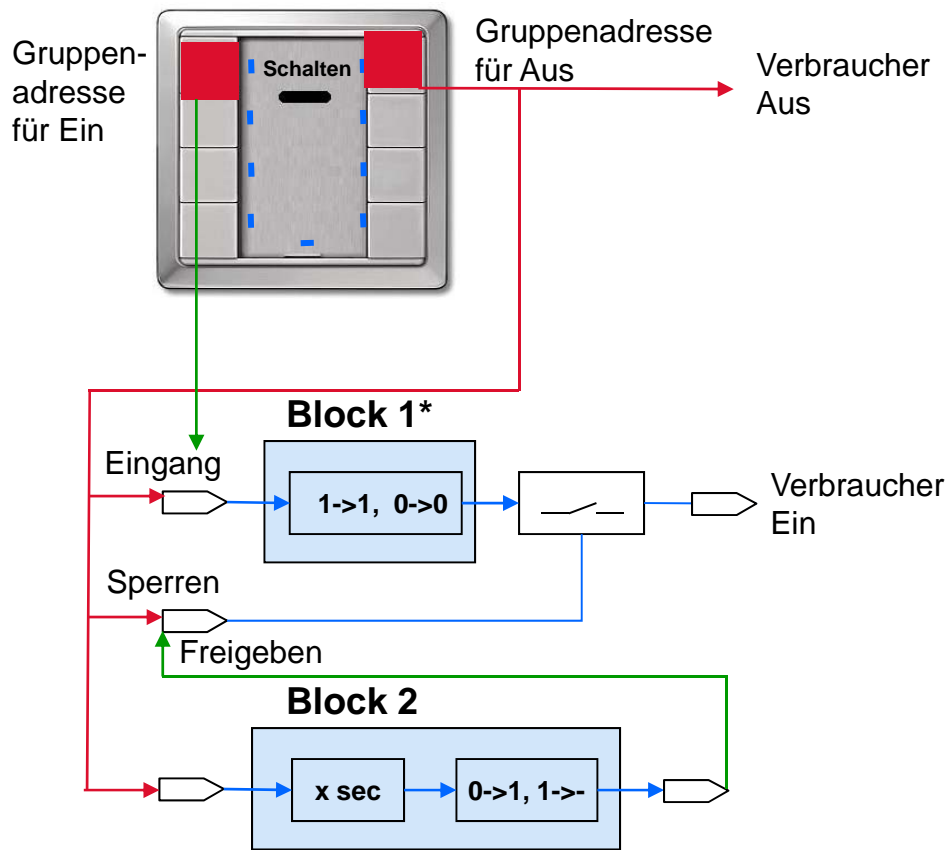 Gruppen-
adresse
für Ein
Schalten
Gruppenadresse
für Aus
Verbraucher
Aus
Block 1*
Eingang
1->1, 0->0
Verbraucher
Ein
Sperren
Freigeben
Block 2
x sec
0->1, 1->-